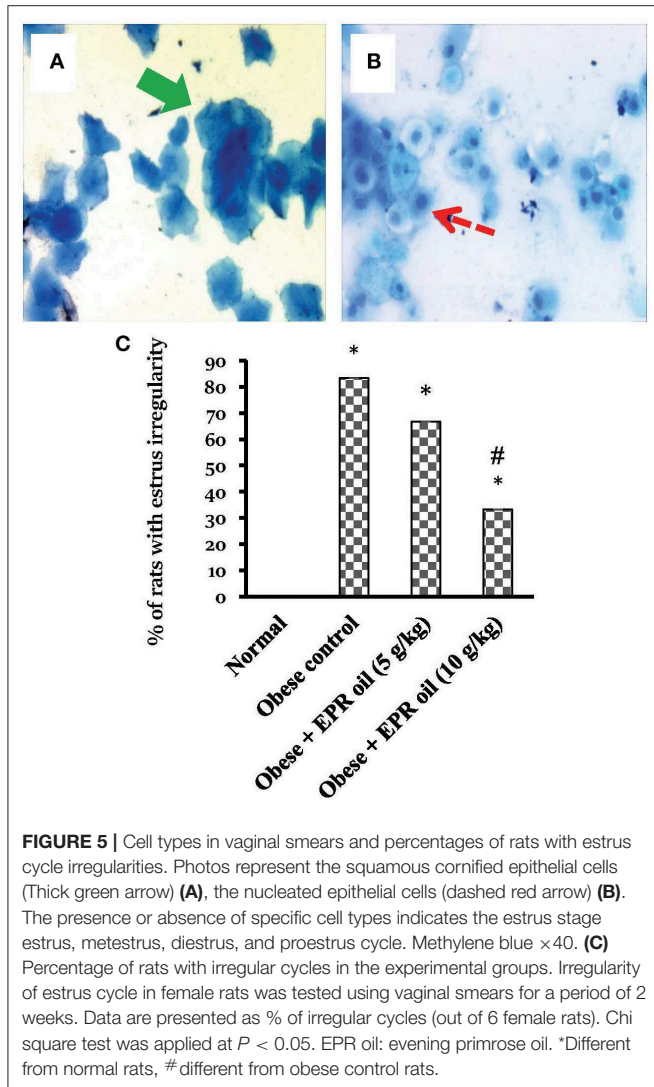 A
B
C
% of rats with estrus irregularity
90
80
70
60
50
40
30
20
10
0
*
*
#
*
Normal
Obese control
Obese + EPR oil (5 g/kg)
Obese + EPR oil (10 g/kg)
FIGURE 5 | Cell types in vaginal smears and percentages of rats with estrus
cycle irregularities. Photos represent the squamous cornified epithelial cells
(Thick green arrow) (A), the nucleated epithelial cells (dashed red arrow) (B).
The presence or absence of specific cell types indicates the estrus stage
estrus, metestrus, diestrus, and proestrus cycle. Methylene blue ×40. (C)
Percentage of rats with irregular cycles in the experimental groups. Irregularity
of estrus cycle in female rats was tested using vaginal smears for a period of 2
weeks. Data are presented as % of irregular cycles (out of 6 female rats). Chi
square test was applied at P < 0.05. EPR oil: evening primrose oil. *Different
from normal rats, #different from obese control rats.